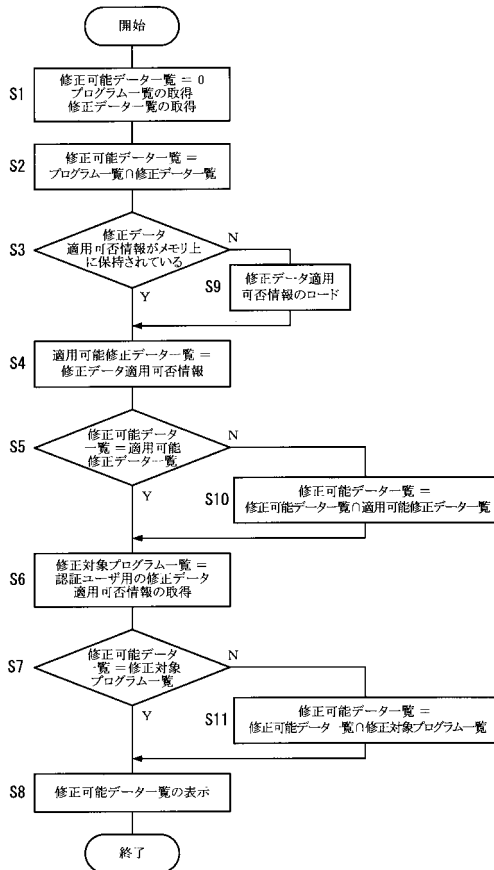 開始
S1
修正可能データ一覧 = 0
プログラム一覧の取得
修正データ一覧の取得
S2
修正可能データ一覧 =
プログラム一覧∩修正データ一覧
S3
修正データ
適用可否情報がメモリ上
に保持されている
N
Y
S9
修正データ適用
可否情報のロード
S4
適用可能修正データ一覧 =
修正データ適用可否情報
S5
修正可能データ
一覧 = 適用可能
修正データ一覧
N
Y
S10
修正可能データ一覧 =
修正可能データ一覧∩適用可能修正データ一覧
S6
修正対象プログラム一覧 =
認証ユーザ用の修正データ
適用可否情報の取得
S7
修正可能データ
一覧 = 修正対象
プログラム一覧
N
Y
S11
修正可能データ一覧 =
修正可能データ一覧∩修正対象プログラム一覧
S8
修正可能データ一覧の表示
終了